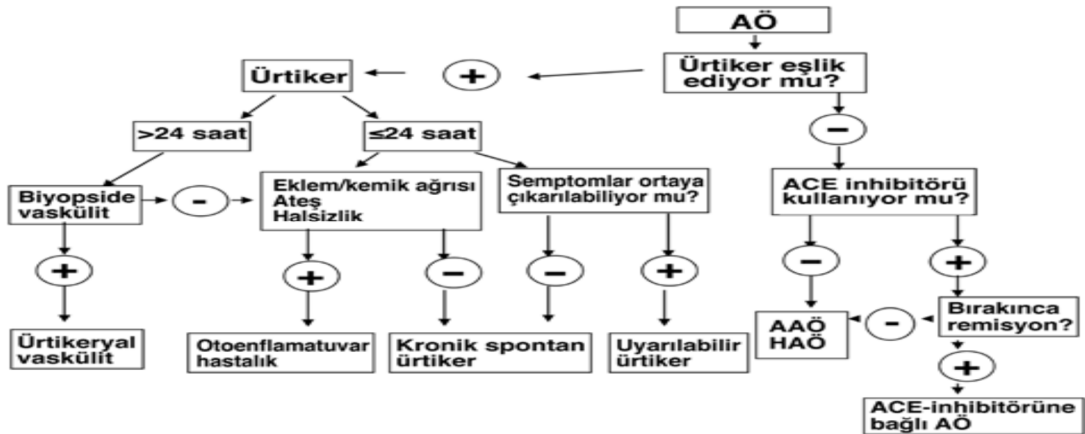 AÖ
Ürtiker eşlik
ediyor mu?
+
Ürtiker
-
>24 saat
≤24 saat
Biyopside
vaskülit
-
Eklem/kemik ağrısı
Ateş
Halsizlik
Semptomlar ortaya
çıkarılabiliyor mu?
ACE inhibitörü
kullanıyor mu?
+
+
-
-
+
-
+
Ürtikeryal
vaskülit
Otoenflamatuvar
hastalık
Kronik spontan
ürtiker
Uyarılabilir
ürtiker
AAÖ
HAÖ
-
Bırakınca
remisyon?
+
ACE-inhibitörüne
bağlı AÖ